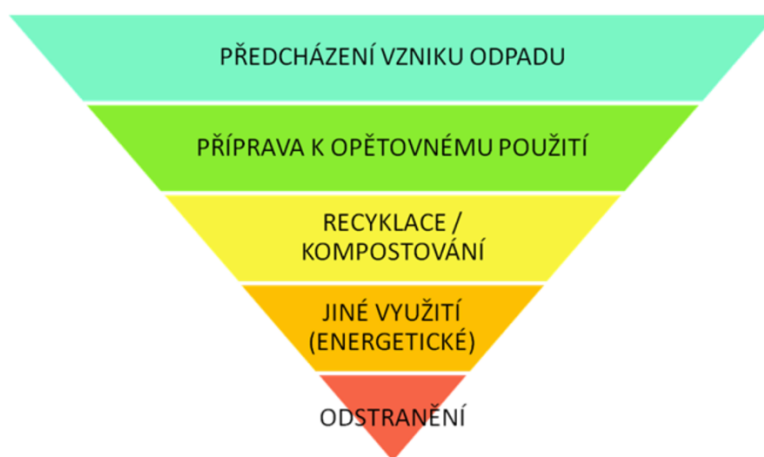 PŘEDCHÁZENÍ VZNIKU ODPADU
PŘÍPRAVA K OPĚTOVNÉMU POUŽITÍ
RECYKLACE /
KOMPOSTOVÁNÍ
JINÉ VYUŽITÍ
(ENERGETICKÉ)
ODSTRANĚNÍ